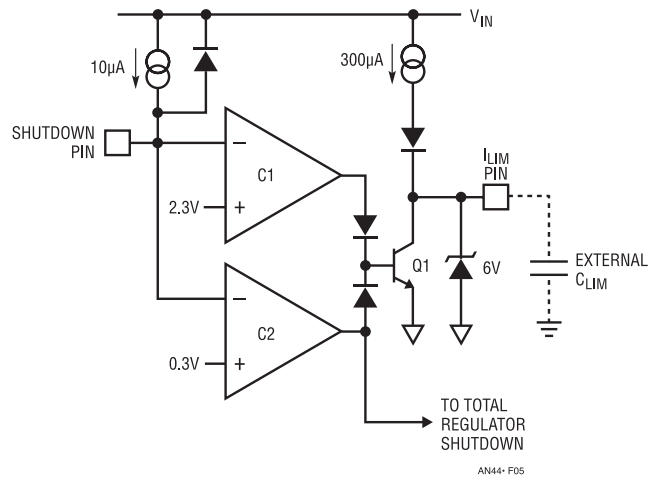 V_IN
10µA
300µA
SHUTDOWN
PIN
I_LIM
PIN
−
C1
2.3V
+
Q1
6V
EXTERNAL
C_LIM
−
C2
0.3V
+
TO TOTAL
REGULATOR
SHUTDOWN
AN44• F05